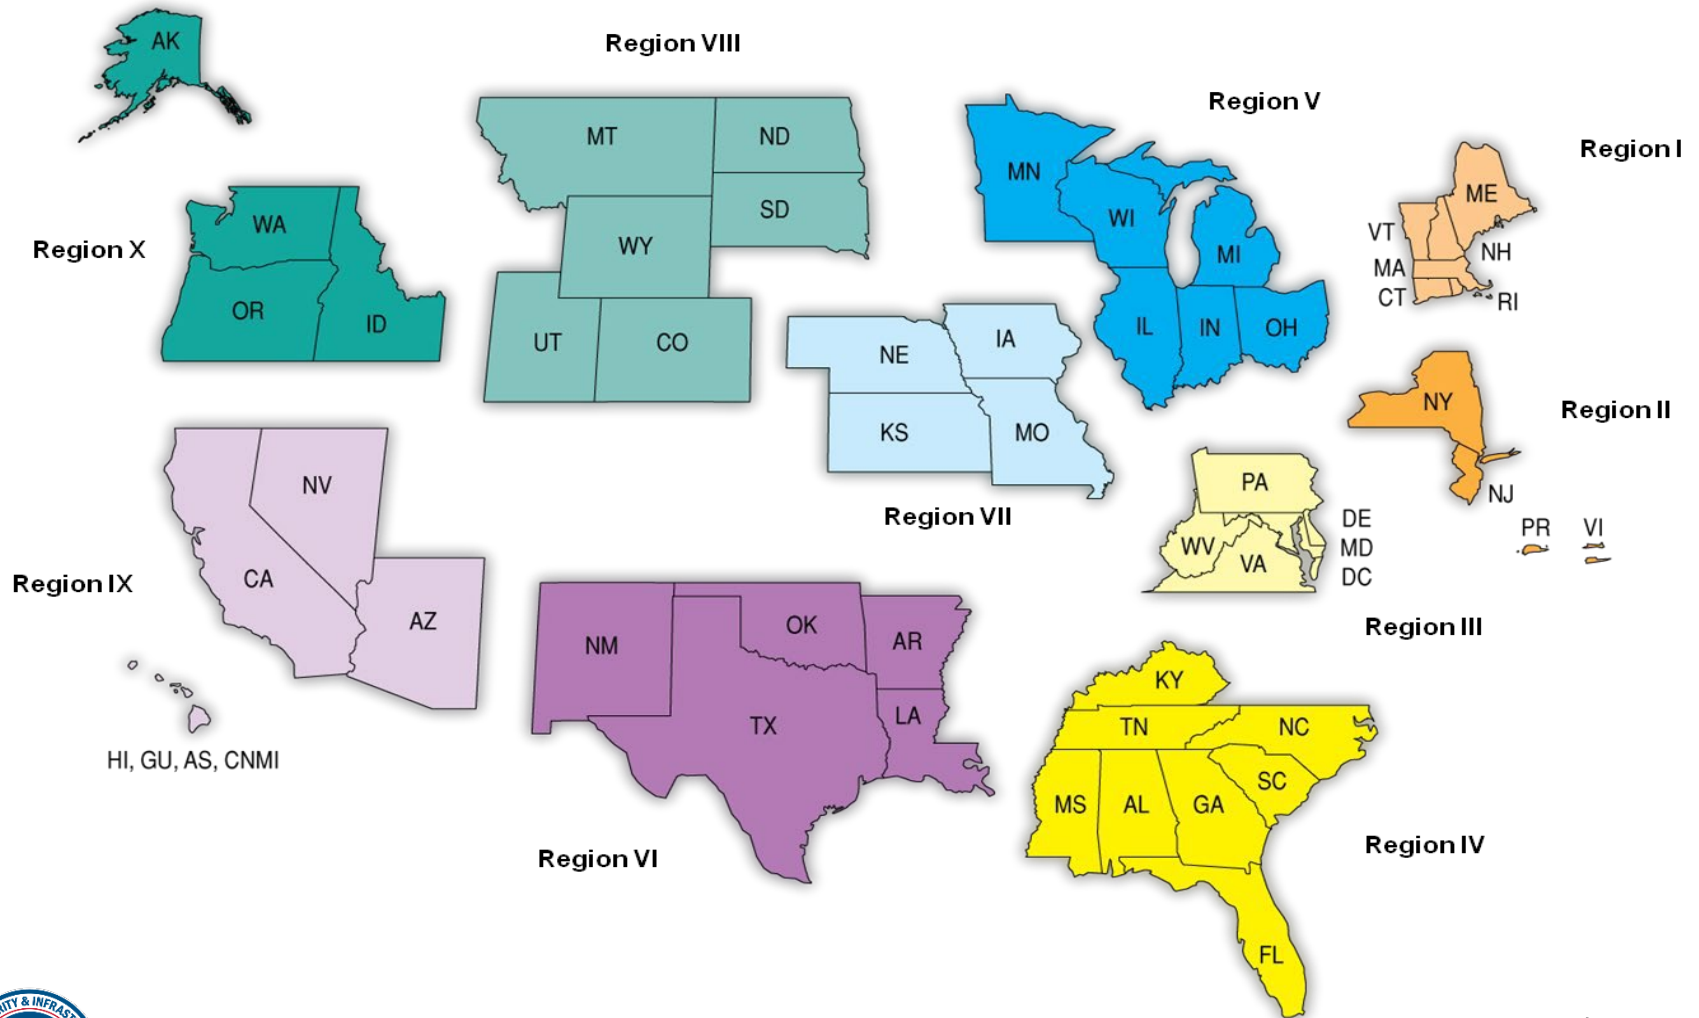 AK
Region VIII
Region V
MT
ND
Region I
MN
ME
SD
WI
WA
VT
Region X
WY
MI
NH
MA
CT
RI
OR
ID
UT
CO
NE
IA
IL
IN
OH
NY
Region II
KS
MO
NV
PA
NJ
Region VII
DE
PR
VI
WV
MD
VA
DC
Region IX
CA
AZ
OK
NM
AR
Region III
KY
TX
LA
TN
NC
HI, GU, AS, CNMI
SC
MS
AL
GA
Region VI
Region IV
FL
RITY & INFRAST